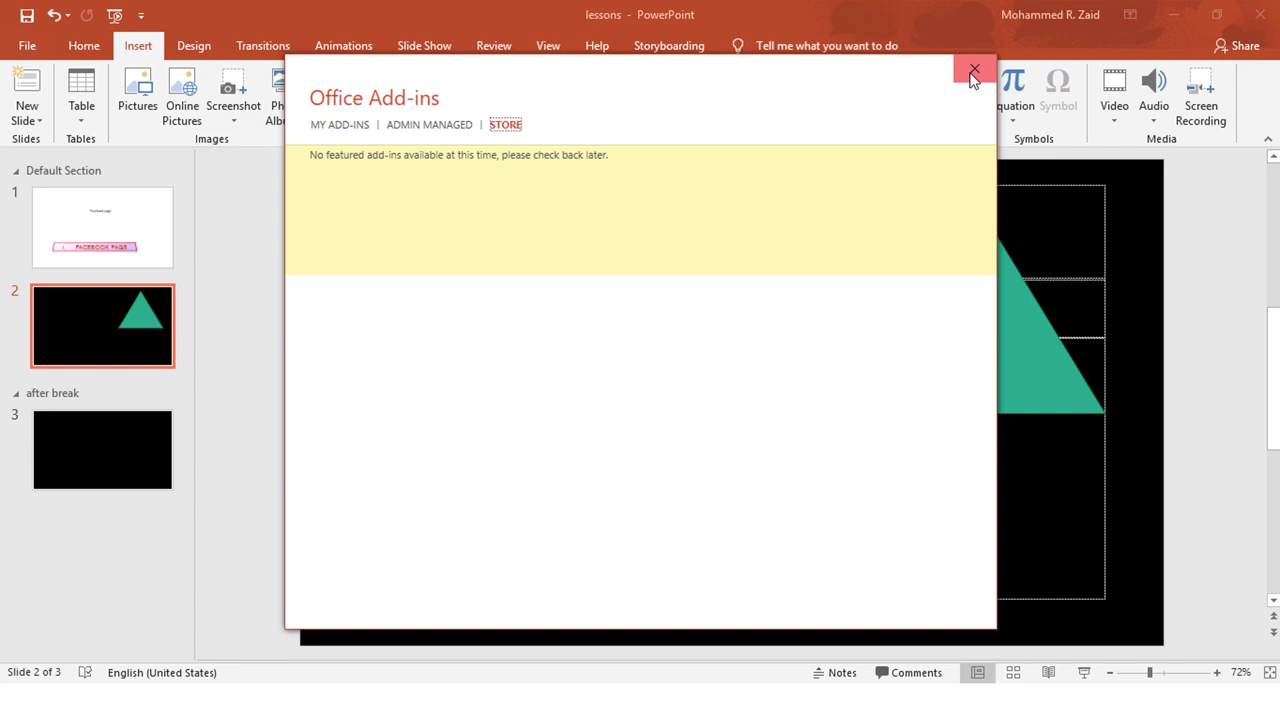 lessons - PowerPoint
Mohammed R. Zaid
File Home Insert Design Transitions Animations Slide Show Review View Help Storyboarding Tell me what you want to do Share
New Slide
Table
Pictures
Online Pictures
Screenshot
Equation
Symbol
Video
Audio
Screen Recording
Slides
Tables
Images
Symbols
Media
Office Add-ins
MY ADD-INS | ADMIN MANAGED | STORE
No featured add-ins available at this time, please check back later.
Default Section
1
Facebook page
FACEBOOK PAGE
2
after break
3
Slide 2 of 3
English (United States)
Notes
Comments
72%